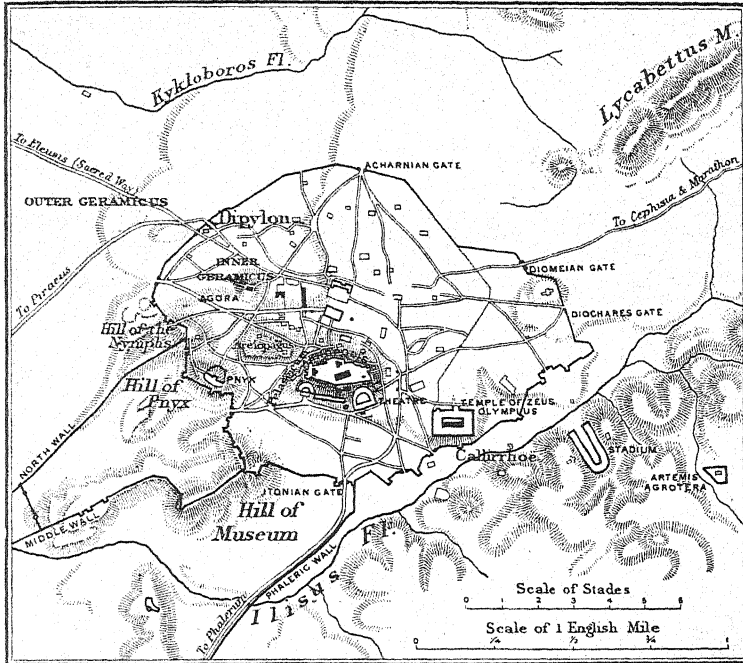 Kykloboros Fl.
Lycabettus M.
To Eleusis (Sacred Way)
ACHARNIAN GATE
OUTER CERAMICUS
Dipylon
To Cephisia & Marathon
INNER
CERAMICUS
DIOMEIAN GATE
To Piraeus
AGORA
DIOCHARES GATE
Hill of the
Nymphs
Areiopagus
Hill of
Pnyx
PNYX
THEATRE
TEMPLE OF ZEUS
OLYMPIUS
NORTH WALL
Callirrhoe
STADIUM
ARTEMIS
AGROTERA
ITONIAN GATE
Hill of
Museum
MIDDLE WALL
PHALERIC WALL
Ilisus Fl.
To Phalerum
Scale of Stades
0 1 2 3 4 5 6
Scale of 1 English Mile
0 1/4 1/2 3/4 1